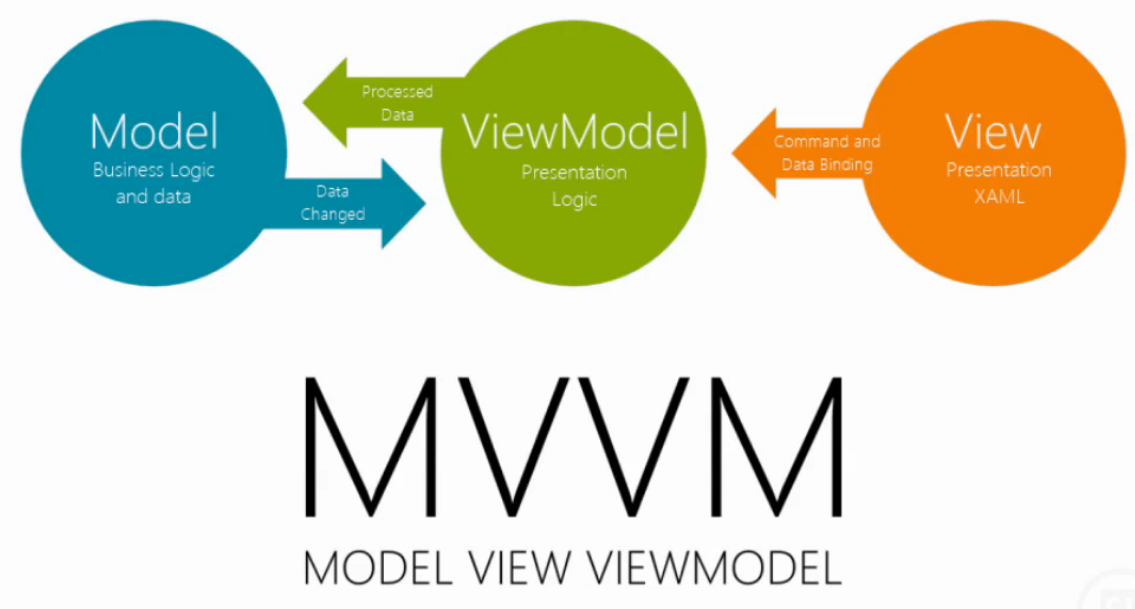 Model
Business Logic
and data
Processed
Data
Data
Changed
ViewModel
Presentation
Logic
Command and
Data Binding
View
Presentation
XAML
MVVM
MODEL VIEW VIEWMODEL